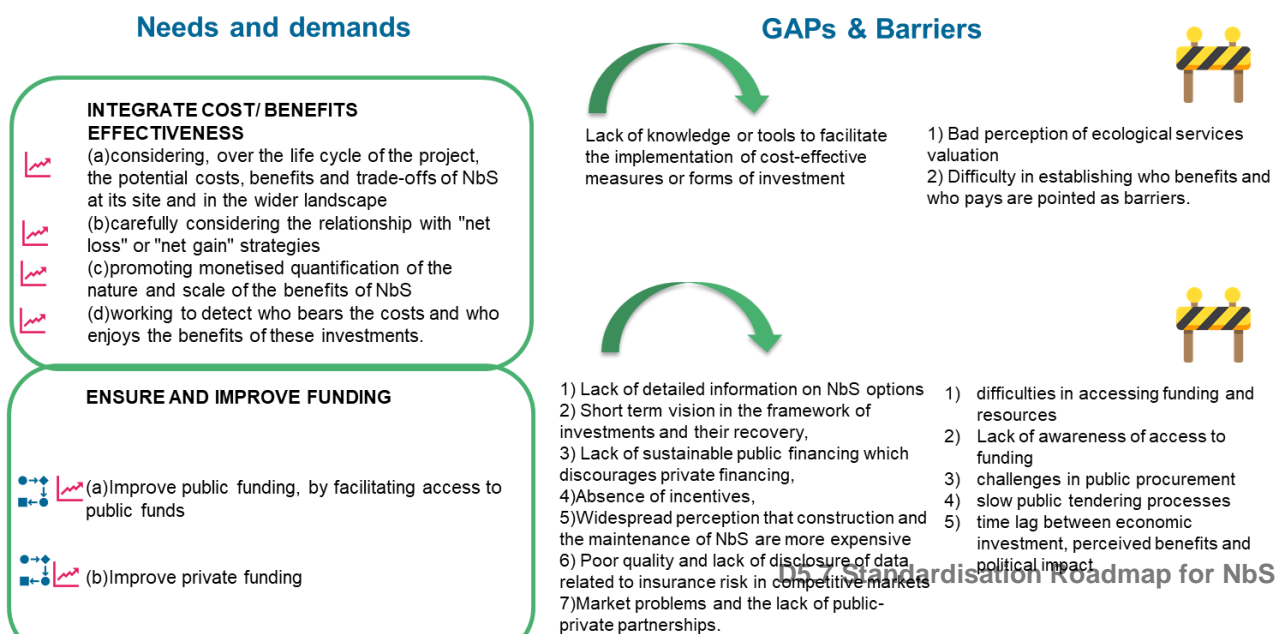 Needs and demands
GAPs & Barriers
INTEGRATE COST/ BENEFITS
EFFECTIVENESS
(a)considering, over the life cycle of the project,
the potential costs, benefits and trade-offs of NbS
at its site and in the wider landscape
(b)carefully considering the relationship with "net
loss" or "net gain" strategies
(c)promoting monetised quantification of the
nature and scale of the benefits of NbS
(d)working to detect who bears the costs and who
enjoys the benefits of these investments.
Lack of knowledge or tools to facilitate
the implementation of cost-effective
measures or forms of investment
1) Bad perception of ecological services
valuation
2) Difficulty in establishing who benefits and
who pays are pointed as barriers.
ENSURE AND IMPROVE FUNDING
(a)Improve public funding, by facilitating access to
public funds
(b)Improve private funding
1) Lack of detailed information on NbS options
2) Short term vision in the framework of
investments and their recovery,
3) Lack of sustainable public financing which
discourages private financing,
4)Absence of incentives,
5)Widespread perception that construction and
the maintenance of NbS are more expensive
6) Poor quality and lack of disclosure of data
related to insurance risk in competitive markets
7)Market problems and the lack of public-
private partnerships.
1) difficulties in accessing funding and
resources
2) Lack of awareness of access to
funding
3) challenges in public procurement
4) slow public tendering processes
5) time lag between economic
investment, perceived benefits and
political impact
D5.7 Standardisation Roadmap for NbS